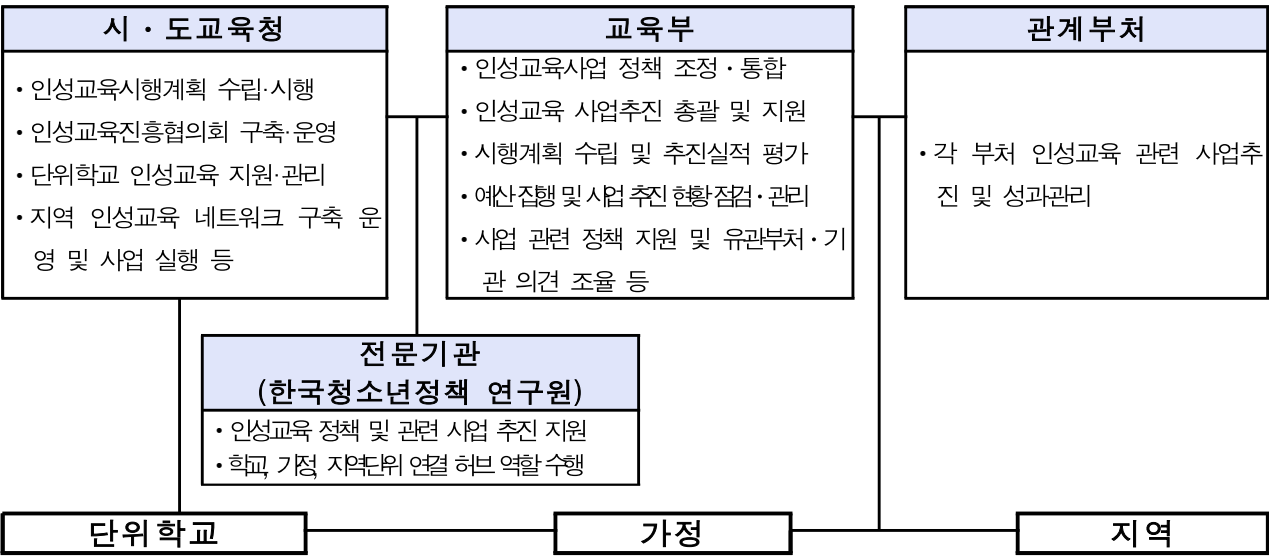 시 · 도교육청
• 인성교육시행계획 수립·시행
• 인성교육진흥협의회 구축·운영
• 단위학교 인성교육 지원·관리
• 지역 인성교육 네트워크 구축 운
영 및 사업 실행 등
교육부
• 인성교육사업 정책 조정 · 통합
• 인성교육 사업추진 총괄 및 지원
• 시행계획 수립 및 추진실적 평가
• 예산 집행 및 사업 추진 현황 점검 · 관리
• 사업 관련 정책 지원 및 유관부처 · 기
관 의견 조율 등
관계부처
• 각 부처 인성교육 관련 사업추
진 및 성과관리
전문기관
(한국청소년정책 연구원)
• 인성교육 정책 및 관련 사업 추진 지원
• 학교, 가정, 지역단위 연결 허브 역할 수행
단위학교
가정
지역